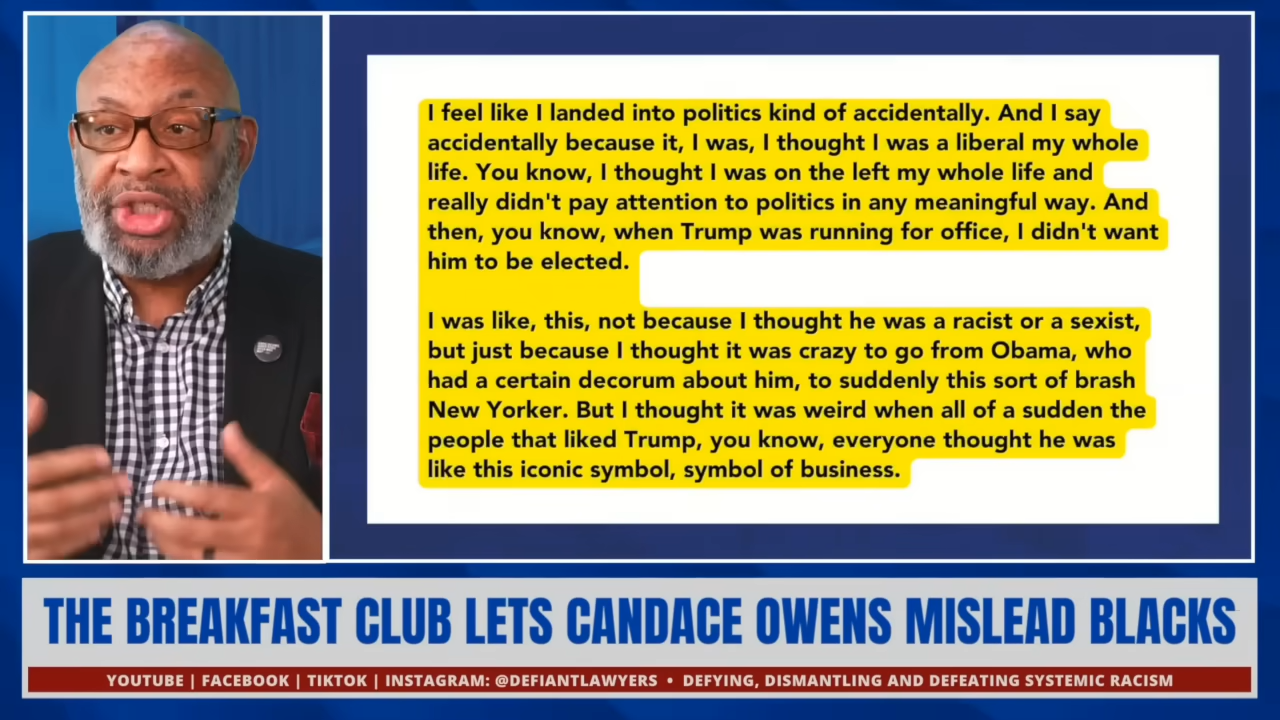 I feel like I landed into politics kind of accidentally. And I say
accidentally because it, I was, I thought I was a liberal my whole
life. You know, I thought I was on the left my whole life and
really didn't pay attention to politics in any meaningful way. And
then, you know, when Trump was running for office, I didn't want
him to be elected.
I was like, this, not because I thought he was a racist or a sexist,
but just because I thought it was crazy to go from Obama, who
had a certain decorum about him, to suddenly this sort of brash
New Yorker. But I thought it was weird when all of a sudden the
people that liked Trump, you know, everyone thought he was
like this iconic symbol, symbol of business.
THE BREAKFAST CLUB LETS CANDACE OWENS MISLEAD BLACKS
YOUTUBE | FACEBOOK | TIKTOK | INSTAGRAM: @DEFIANTLAWYERS • DEFYING, DISMANTLING AND DEFEATING SYSTEMIC RACISM